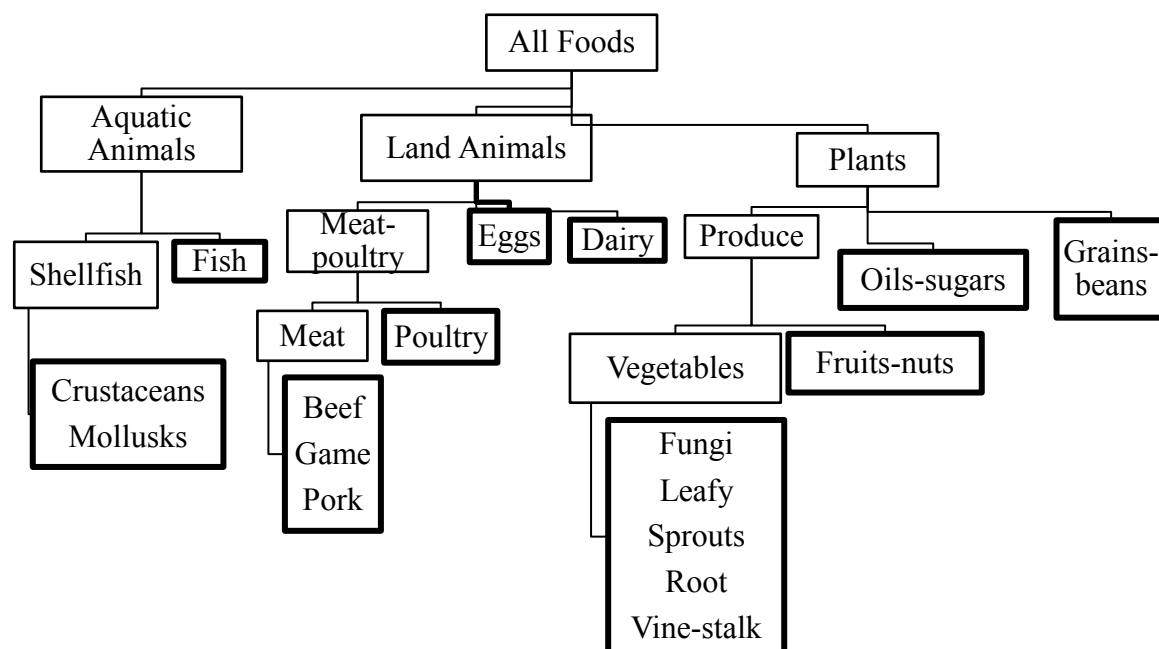 All Foods
Aquatic
Animals
Land Animals
Plants
Meat-
poultry
Eggs
Dairy
Produce
Grains-
beans
Shellfish
Fish
Oils-sugars
Meat
Poultry
Vegetables
Fruits-nuts
Crustaceans
Mollusks
Beef
Game
Pork
Fungi
Leafy
Sprouts
Root
Vine-stalk